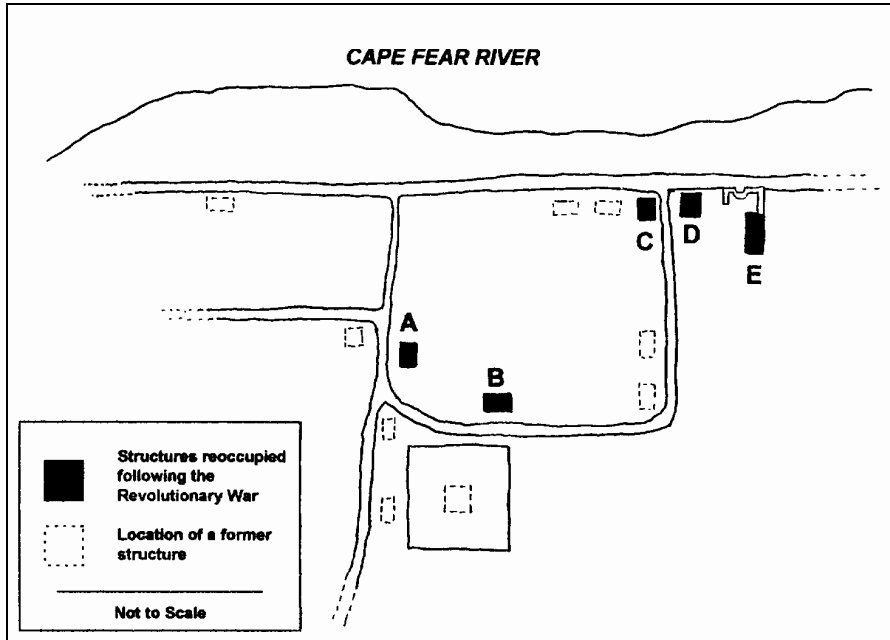 CAPE FEAR RIVER
C
D
E
A
B
Structures reoccupied
following the
Revolutionary War
Location of a former
structure
Not to Scale